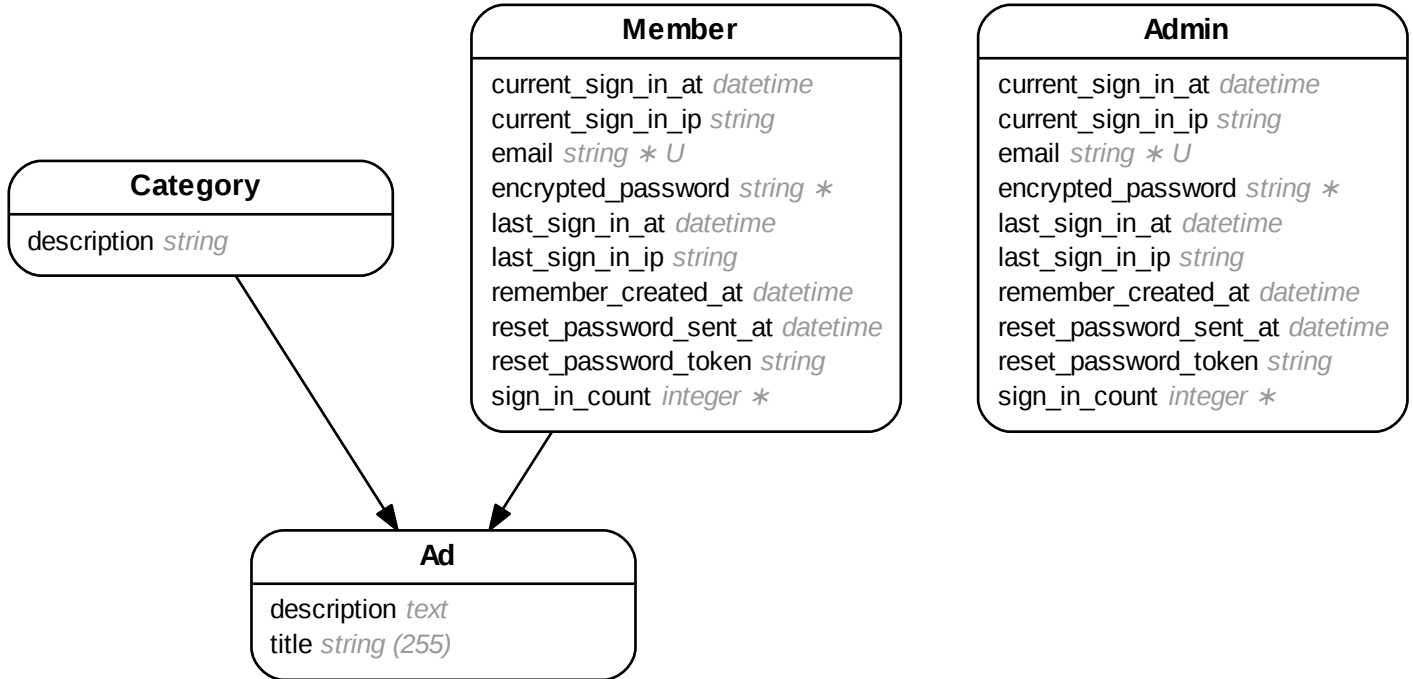 Member
current_sign_in_at datetime
current_sign_in_ip string
email string ∗ U
encrypted_password string ∗
last_sign_in_at datetime
last_sign_in_ip string
remember_created_at datetime
reset_password_sent_at datetime
reset_password_token string
sign_in_count integer ∗
Admin
current_sign_in_at datetime
current_sign_in_ip string
email string ∗ U
encrypted_password string ∗
last_sign_in_at datetime
last_sign_in_ip string
remember_created_at datetime
reset_password_sent_at datetime
reset_password_token string
sign_in_count integer ∗
Category
description string
Ad
description text
title string (255)